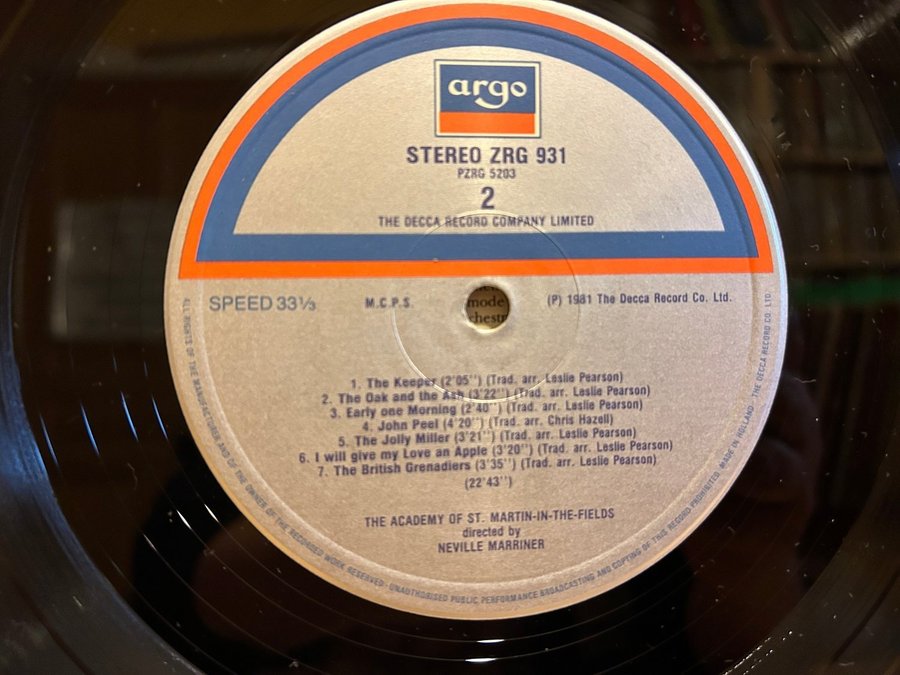 argo
STEREO ZRG 931
PZRG 5203
2
THE DECCA RECORD COMPANY LIMITED
SPEED 33⅓
M.C.P.S.
mode
chestr
(P) 1981 The Decca Record Co. Ltd.
1. The Keeper (2'05'') (Trad. arr. Leslie Pearson)
2. The Oak and the Ash (3'22'') (Trad. arr. Leslie Pearson)
3. Early one Morning (2'40'') (Trad. arr. Leslie Pearson)
4. John Peel (4'20'') (Trad. arr. Chris Hazell)
5. The Jolly Miller (3'21'') (Trad. arr. Leslie Pearson)
6. I will give my Love an Apple (3'20'') (Trad. arr. Leslie Pearson)
7. The British Grenadiers (3'35'') (Trad. arr. Leslie Pearson)
(22'43'')
THE ACADEMY OF ST. MARTIN-IN-THE-FIELDS
directed by
NEVILLE MARRINER
ALL RIGHTS OF THE MANUFACTURER AND OF THE OWNER OF THE RECORDED WORK RESERVED · UNAUTHORISED PUBLIC PERFORMANCE BROADCASTING AND COPYING OF THIS RECORD PROHIBITED. MADE IN HOLLAND. THE DECCA RECORD CO. LTD.